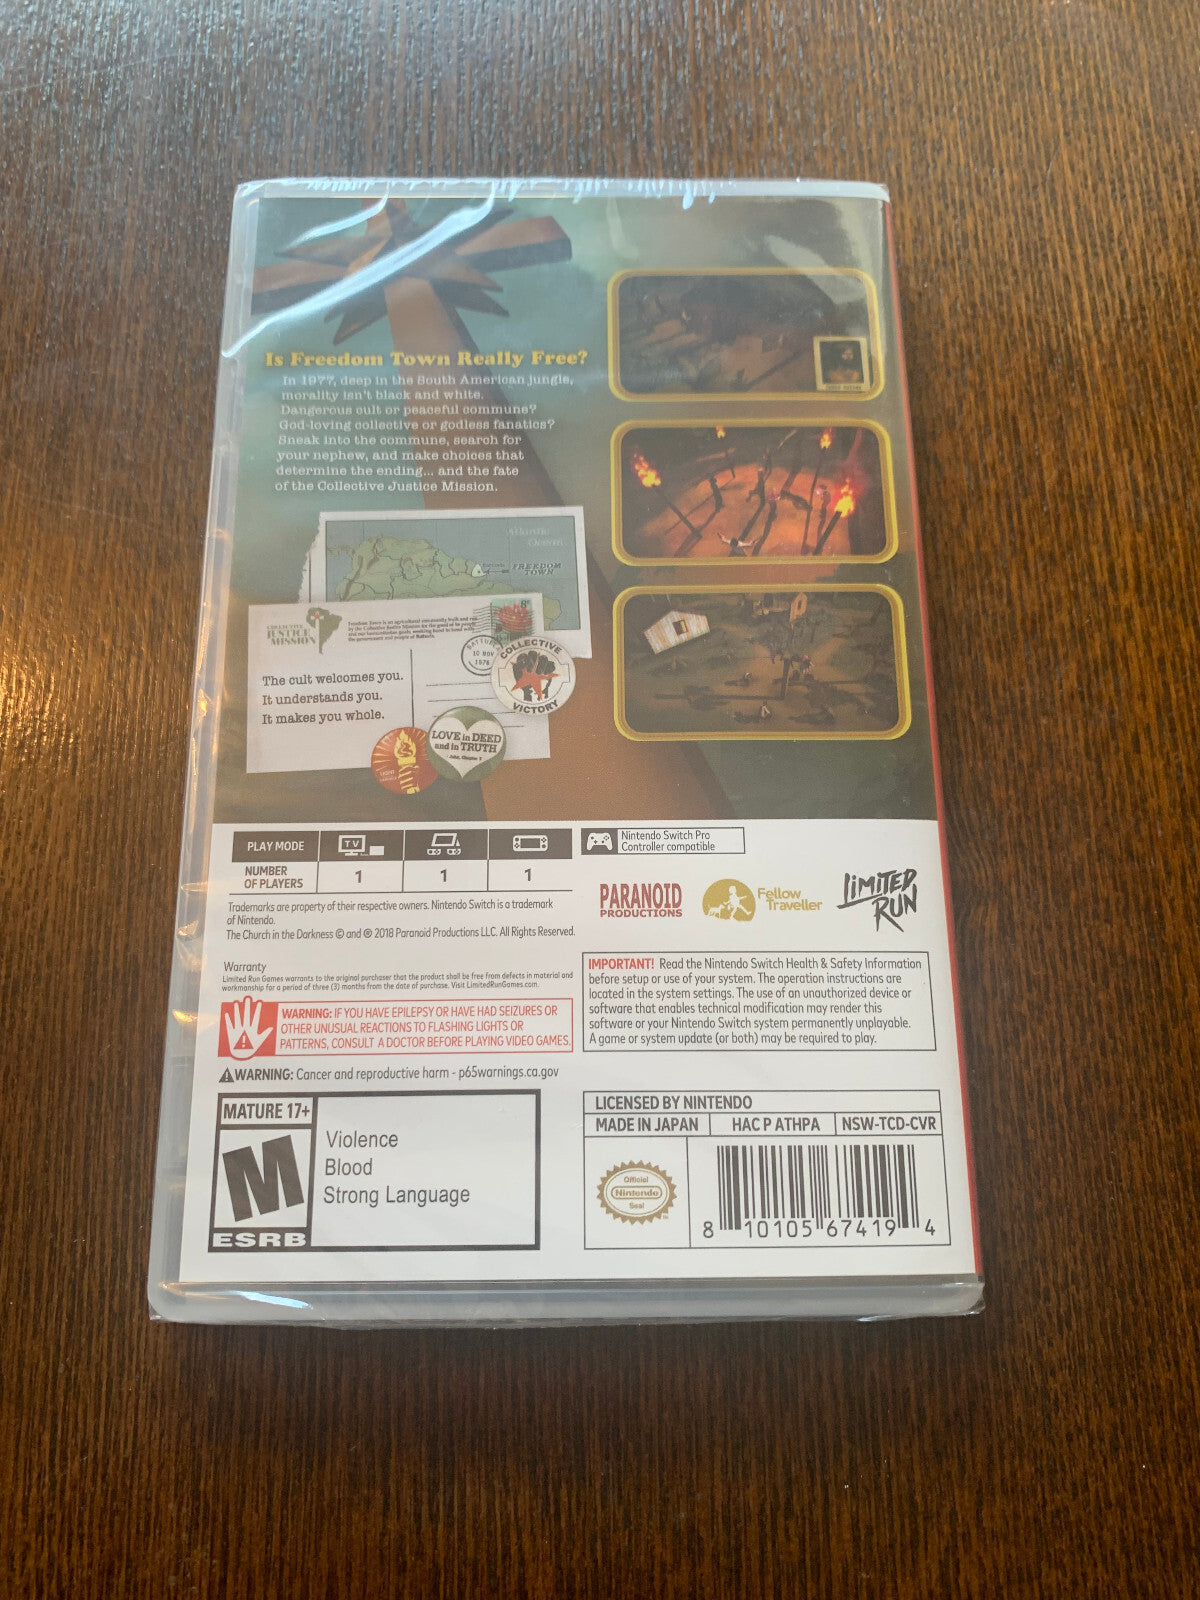 Is Freedom Town Really Free?
In 1977, deep in the South American jungle,
morality isn't black and white.
Dangerous cult or peaceful commune?
God-loving collective or godless fanatics?
Sneak into the commune, search for
your nephew, and make choices that
determine the ending... and the fate
of the Collective Justice Mission.
Atlantic
Ocean
FREEDOM
TOWN
COLLECTIVE
JUSTICE
MISSION
The cult welcomes you.
It understands you.
It makes you whole.
10 NOV
1976
COLLECTIVE
VICTORY
LOVE in DEED
and in TRUTH
PLAY MODE
TV
NUMBER
OF PLAYERS
1
1
1
Nintendo Switch Pro
Controller compatible
PARANOID
PRODUCTIONS
Fellow
Traveller
LIMITED
RUN
Trademarks are property of their respective owners. Nintendo Switch is a trademark
of Nintendo.
The Church in the Darkness © and ® 2018 Paranoid Productions LLC. All Rights Reserved.
Warranty
Limited Run Games warrants to the original purchaser that the product shall be free from defects in material and
workmanship for a period of three (3) months from the date of purchase. Visit LimitedRunGames.com.
WARNING: IF YOU HAVE EPILEPSY OR HAVE HAD SEIZURES OR
OTHER UNUSUAL REACTIONS TO FLASHING LIGHTS OR
PATTERNS, CONSULT A DOCTOR BEFORE PLAYING VIDEO GAMES.
WARNING: Cancer and reproductive harm - p65warnings.ca.gov
IMPORTANT! Read the Nintendo Switch Health & Safety Information
before setup or use of your system. The operation instructions are
located in the system settings. The use of an unauthorized device or
software that enables technical modification may render this
software or your Nintendo Switch system permanently unplayable.
A game or system update (or both) may be required to play.
MATURE 17+
M
ESRB
Violence
Blood
Strong Language
LICENSED BY NINTENDO
MADE IN JAPAN HAC P ATHPA NSW-TCD-CVR
Official
Nintendo
Seal
8 10105 67419 4